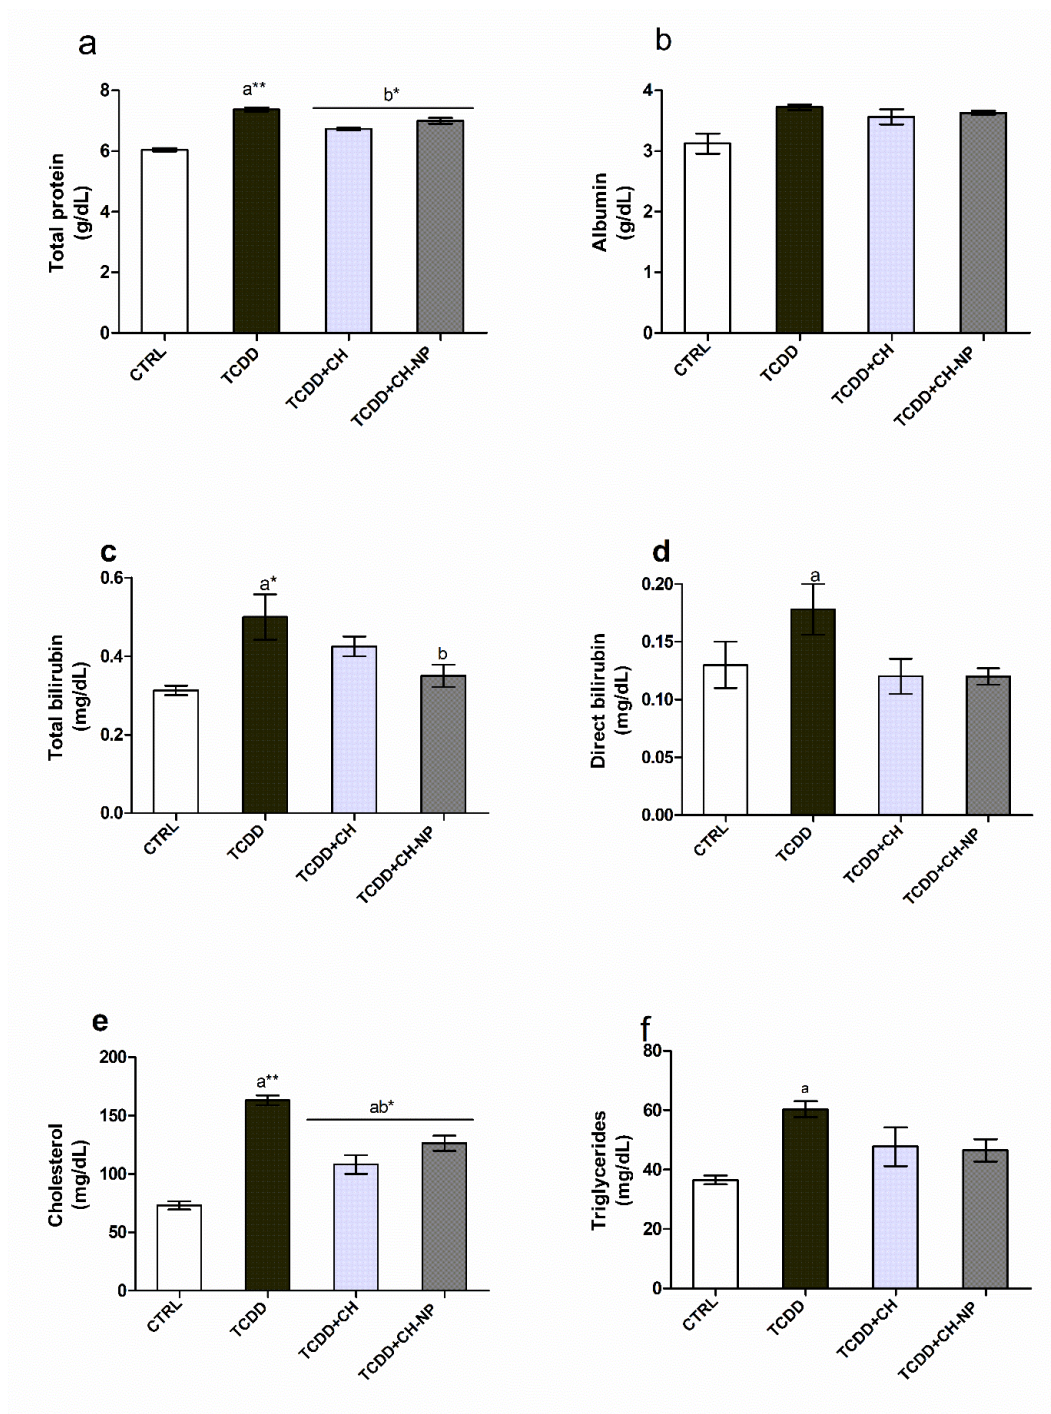 a
8
6
4
2
0
Total protein
(g/dL)
a**
b*
CTRL
TCDD
TCDD+CH
TCDD+CH-NP
b
4
3
2
1
0
Albumin
(g/dL)
CTRL
TCDD
TCDD+CH
TCDD+CH-NP
c
0.6
0.4
0.2
0.0
Total bilirubin
(mg/dL)
a*
b
CTRL
TCDD
TCDD+CH
TCDD+CH-NP
d
0.20
0.15
0.10
0.05
0.00
Direct bilirubin
(mg/dL)
a
CTRL
TCDD
TCDD+CH
TCDD+CH-NP
e
200
150
100
50
0
Cholesterol
(mg/dL)
a**
ab*
CTRL
TCDD
TCDD+CH
TCDD+CH-NP
f
80
60
40
20
0
Triglycerides
(mg/dL)
a
CTRL
TCDD
TCDD+CH
TCDD+CH-NP